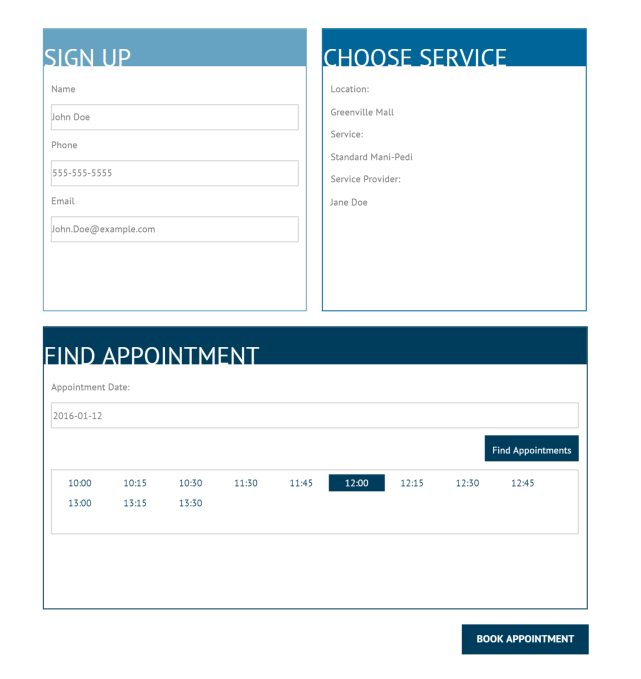 SIGN UP
Name
John Doe
Phone
555-555-5555
Email
John.Doe@example.com
CHOOSE SERVICE
Location:
Greenville Mall
Service:
Standard Mani-Pedi
Service Provider:
Jane Doe
FIND APPOINTMENT
Appointment Date:
2016-01-12
Find Appointments
10:00 10:15 10:30 11:30 11:45 12:00 12:15 12:30 12:45
13:00 13:15 13:30
BOOK APPOINTMENT